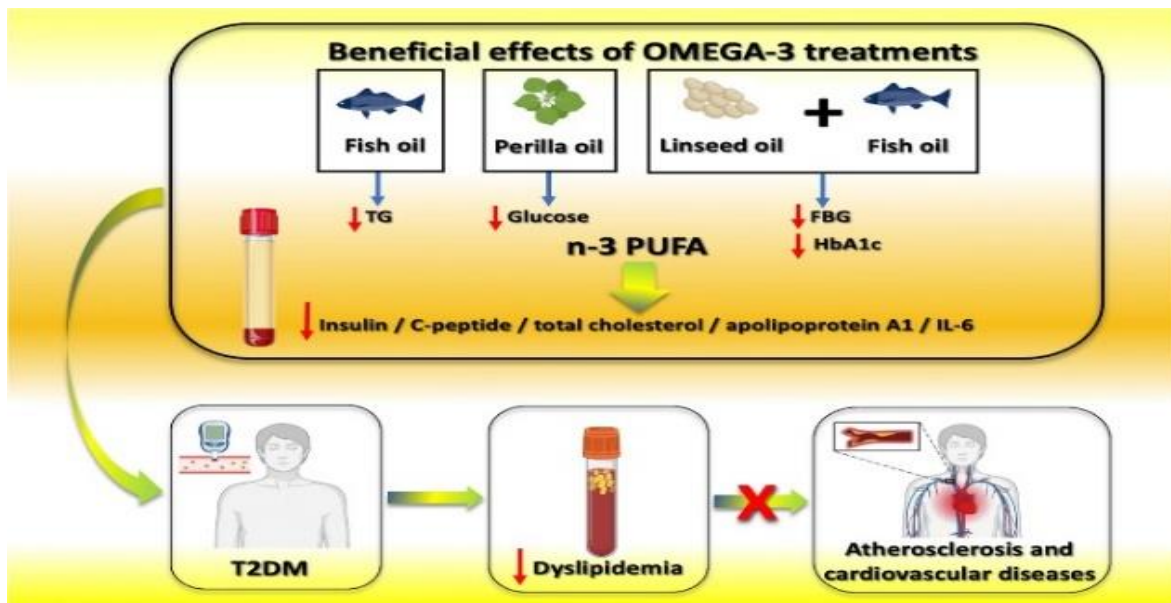 Beneficial effects of OMEGA-3 treatments
Fish oil
Perilla oil
Linseed oil + Fish oil
TG
Glucose
FBG
HbA1c
n-3 PUFA
Insulin / C-peptide / total cholesterol / apolipoprotein A1 / IL-6
T2DM
Dyslipidemia
X
Atherosclerosis and
cardiovascular diseases